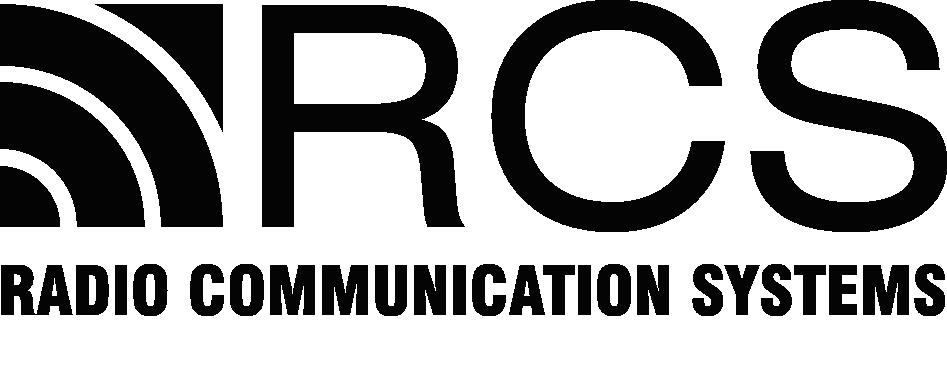 RCS
RADIO COMMUNICATION SYSTEMS